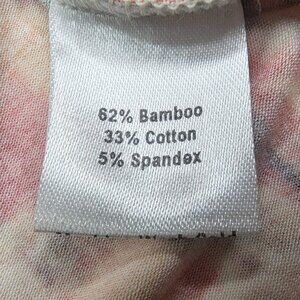 62% Bamboo
33% Cotton
5% Spandex